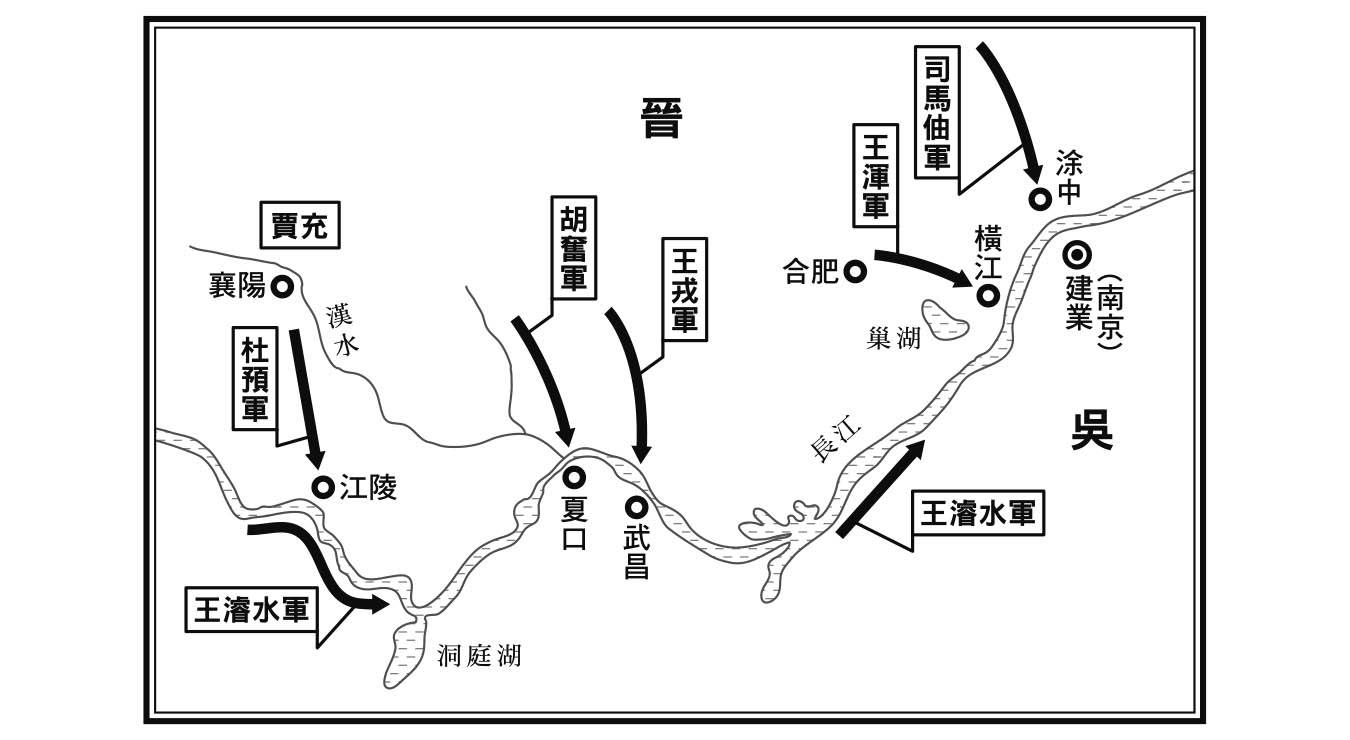 晉
吳
賈充
襄陽
漢水
杜預軍
江陵
王濬水軍
洞庭湖
胡奮軍
王戎軍
夏口
武昌
司馬伷軍
王渾軍
涂中
合肥
橫江
巢湖
建業
（南京）
長江
王濬水軍